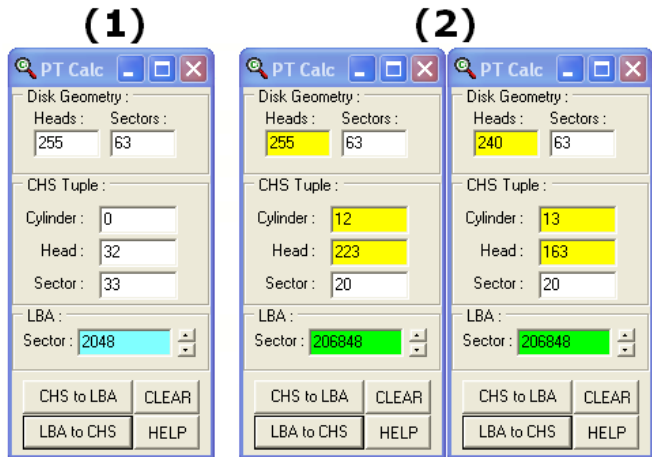 (1)
(2)
PT Calc
Disk Geometry :
Heads : Sectors :
255 63
CHS Tuple :
Cylinder : 0
Head : 32
Sector : 33
LBA :
Sector : 2048
CHS to LBA CLEAR
LBA to CHS HELP
PT Calc
Disk Geometry :
Heads : Sectors :
255 63
CHS Tuple :
Cylinder : 12
Head : 223
Sector : 20
LBA :
Sector : 206848
CHS to LBA CLEAR
LBA to CHS HELP
PT Calc
Disk Geometry :
Heads : Sectors :
240 63
CHS Tuple :
Cylinder : 13
Head : 163
Sector : 20
LBA :
Sector : 206848
CHS to LBA CLEAR
LBA to CHS HELP